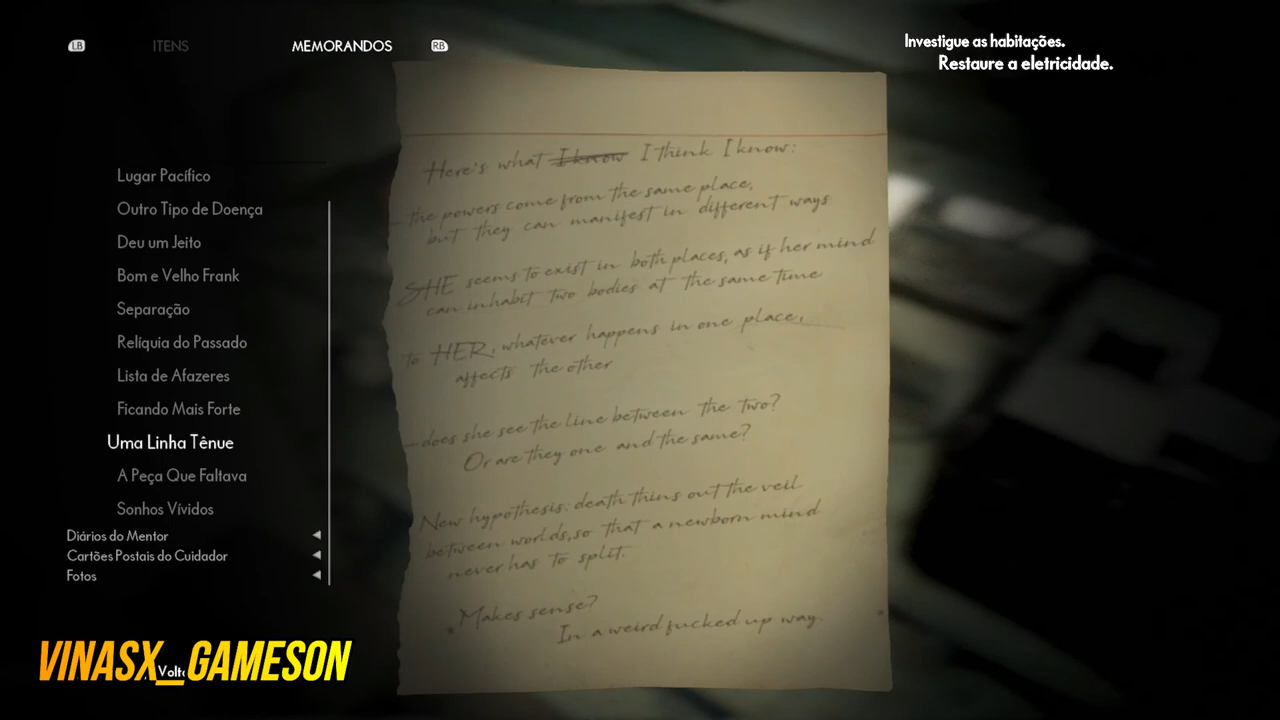 LB
ITENS
MEMORANDOS
RB
Investigue as habitações.
Restaure a eletricidade.
Lugar Pacífico
Outro Tipo de Doença
Deu um Jeito
Bom e Velho Frank
Separação
Relíquia do Passado
Lista de Afazeres
Ficando Mais Forte
Uma Linha Tênue
A Peça Que Faltava
Sonhos Vívidos
Diários do Mentor
Cartões Postais do Cuidador
Fotos
Here's what I know I think I know:
- the powers come from the same place,
but they can manifest in different ways
SHE seems to exist in both places, as if her mind
can inhabit two bodies at the same time
to HER, whatever happens in one place,
affects the other
- does she see the line between the two?
Or are they one and the same?
New hypothesis: death thins out the veil
between worlds, so that a newborn mind
never has to split.
Makes sense?
In a weird fucked up way.
VINASX_GAMESON